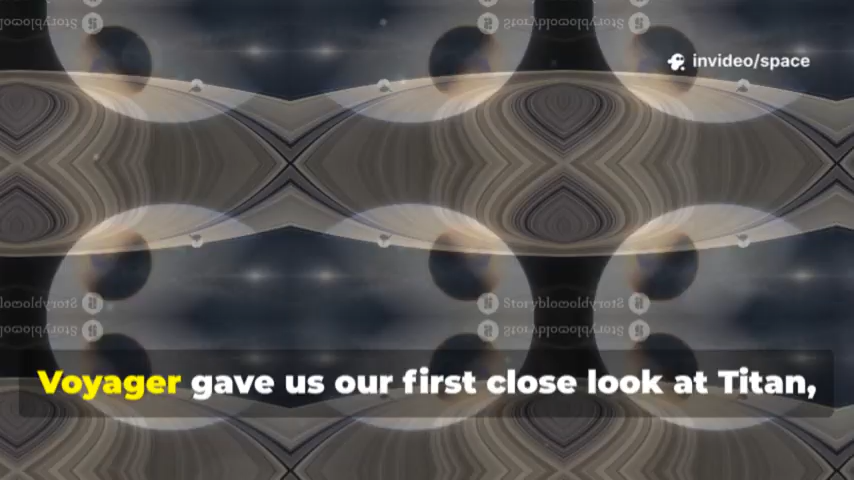 invideo/space
Voyager gave us our first close look at Titan,